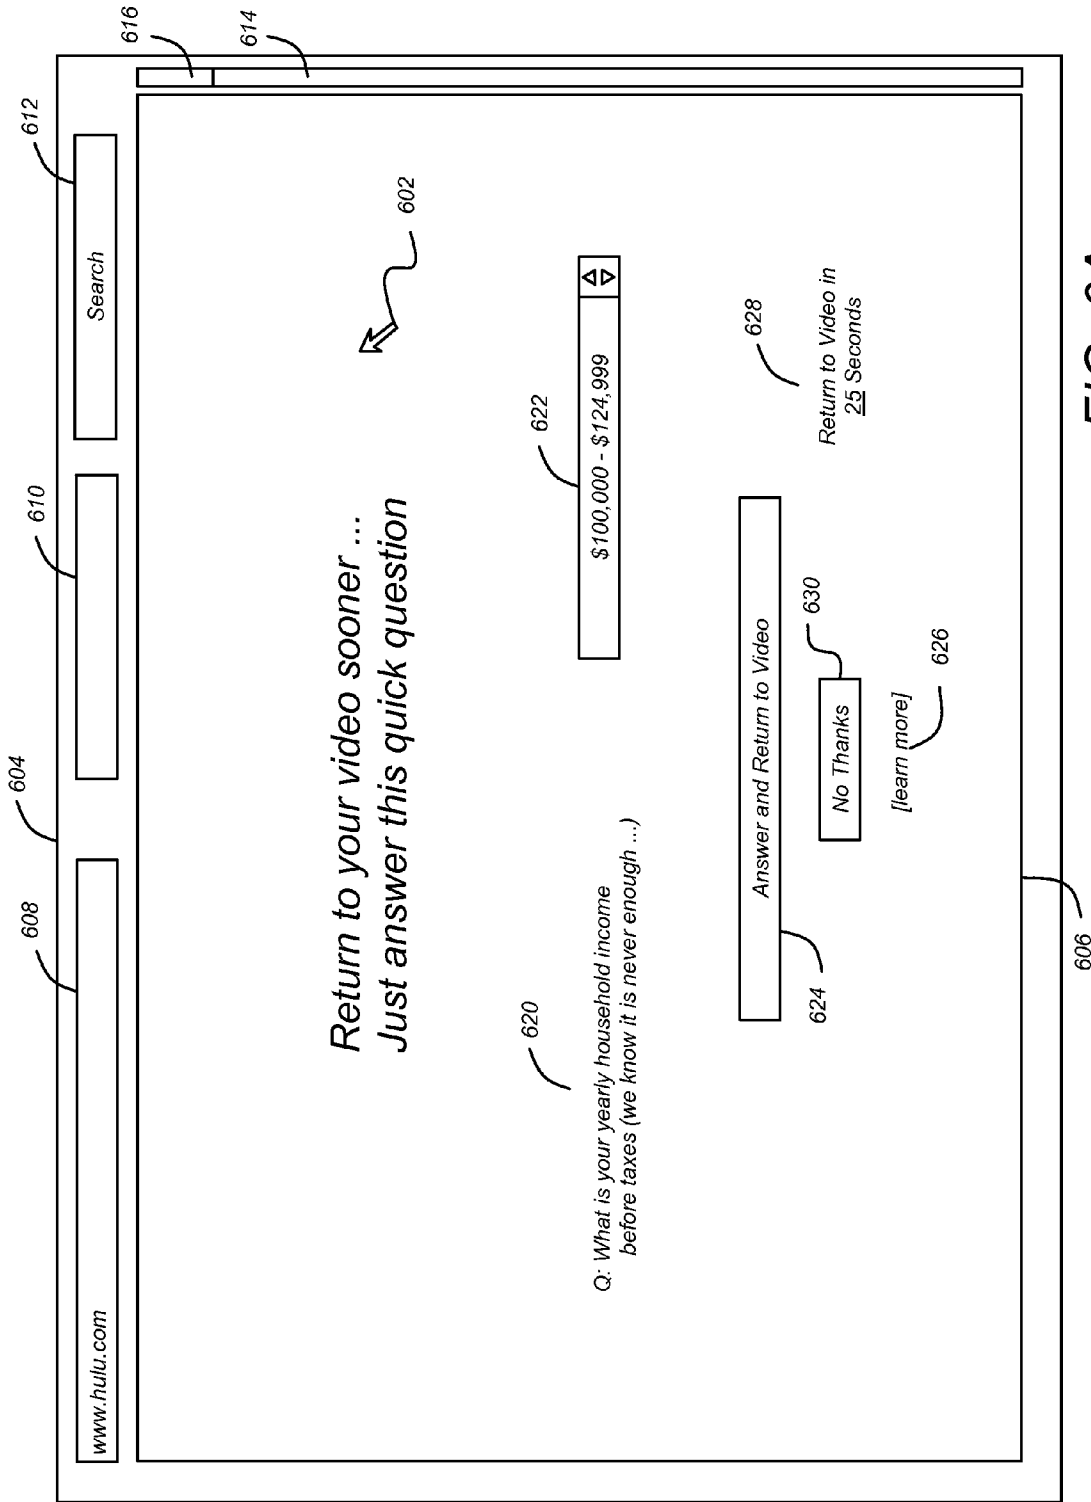 604
608
610
612
616
614
www.hulu.com
Search
Return to your video sooner ...
Just answer this quick question
602
620
622
Q: What is your yearly household income
before taxes (we know it is never enough ...)
$100,000 - $124,999
628
Answer and Return to Video
Return to Video in
25 Seconds
624
630
No Thanks
[learn more]
626
606